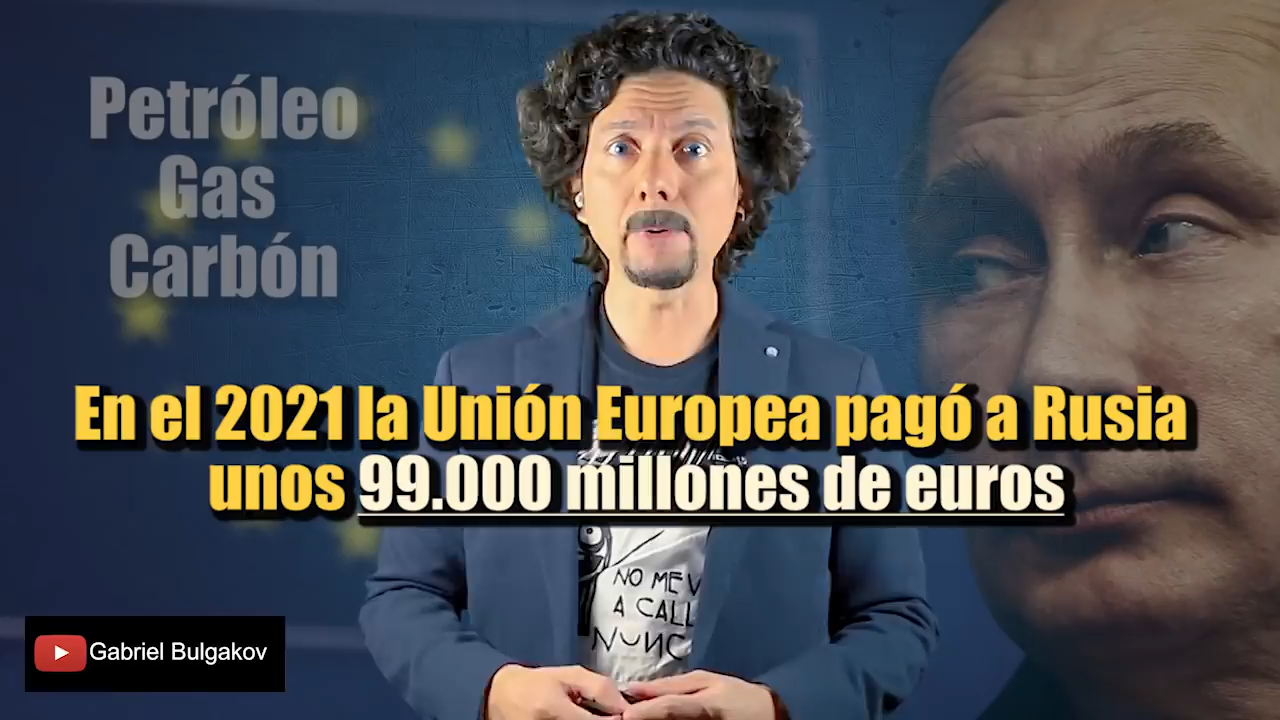 Petróleo
Gas
Carbón
En el 2021 la Unión Europea pagó a Rusia
unos 99.000 millones de euros
NO ME
A CALL
NUNC
Gabriel Bulgakov